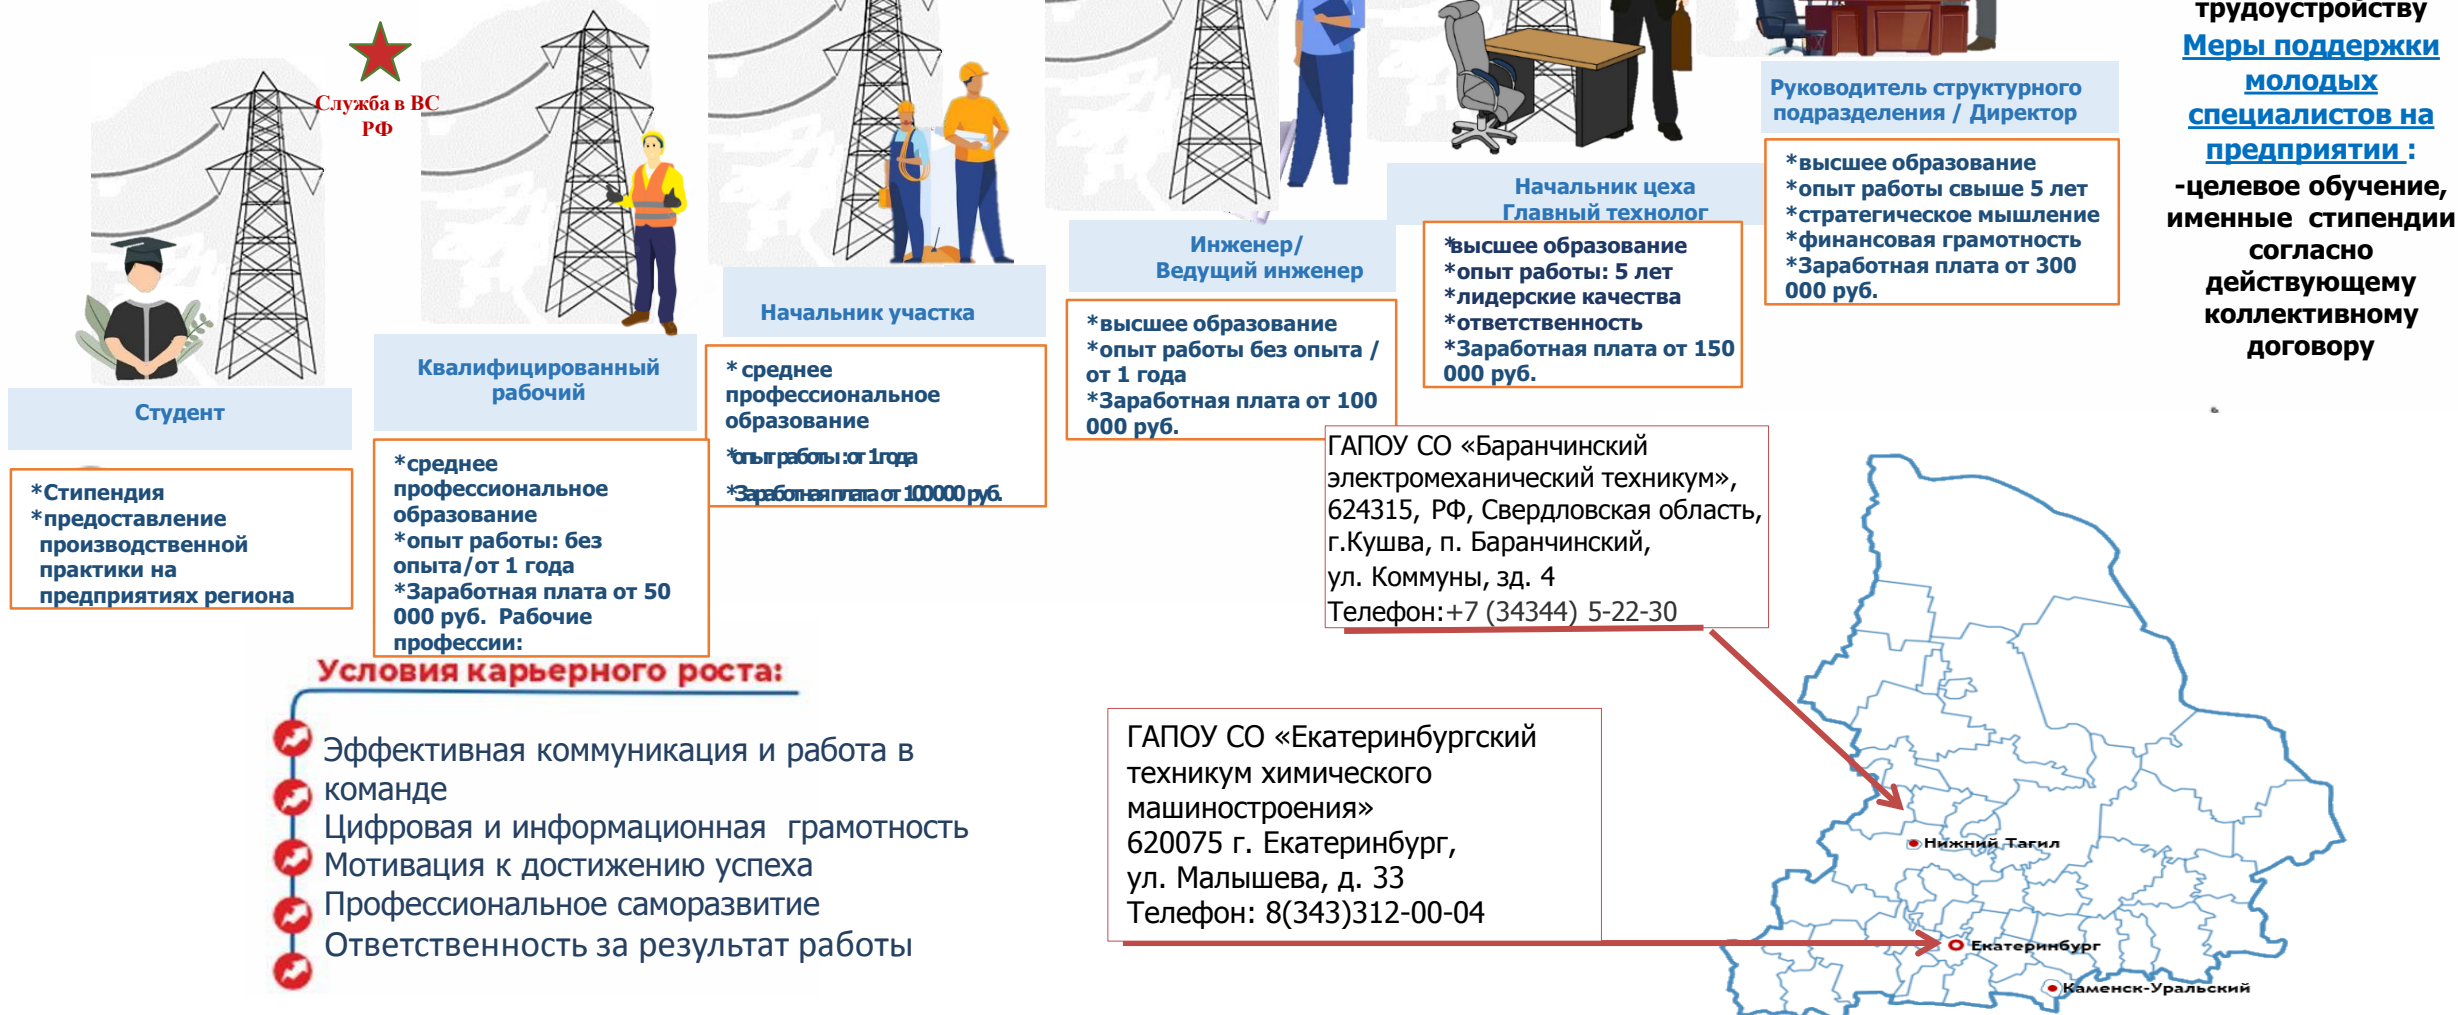 Служба в ВС
РФ
Студент
*Стипендия
*предоставление
производственной
практики на
предприятиях региона
Квалифицированный
рабочий
*среднее
профессиональное
образование
*опыт работы: без
опыта/от 1 года
*Заработная плата от 50
000 руб.  Рабочие
профессии:
Начальник участка
* среднее
профессиональное
образование
*опыт работы: от 1 года
*Заработная плата от 100000 руб.
Инженер/
Ведущий инженер
*высшее образование
*опыт работы без опыта /
от 1 года
*Заработная плата от 100
000 руб.
Начальник цеха
Главный технолог
*высшее образование
*опыт работы: 5 лет
*лидерские качества
*ответственность
*Заработная плата от 150
000 руб.
Руководитель структурного
подразделения / Директор
*высшее образование
*опыт работы свыше 5 лет
*стратегическое мышление
*финансовая грамотность
*Заработная плата от 300
000 руб.
трудоустройству
Меры поддержки
молодых
специалистов на
предприятии :
-целевое обучение,
именные  стипендии
согласно
действующему
коллективному
договору
Условия карьерного роста:
Эффективная коммуникация и работа в
команде
Цифровая и информационная  грамотность
Мотивация к достижению успеха
Профессиональное саморазвитие
Ответственность за результат работы
ГАПОУ СО «Баранчинский
электромеханический техникум»,
624315, РФ, Свердловская область,
г.Кушва, п. Баранчинский,
ул. Коммуны, зд. 4
Телефон:+7 (34344) 5-22-30
ГАПОУ СО «Екатеринбургский
техникум химического
машиностроения»
620075 г. Екатеринбург,
ул. Малышева, д. 33
Телефон: 8(343)312-00-04
Нижний Тагил
Екатеринбург
Каменск-Уральский